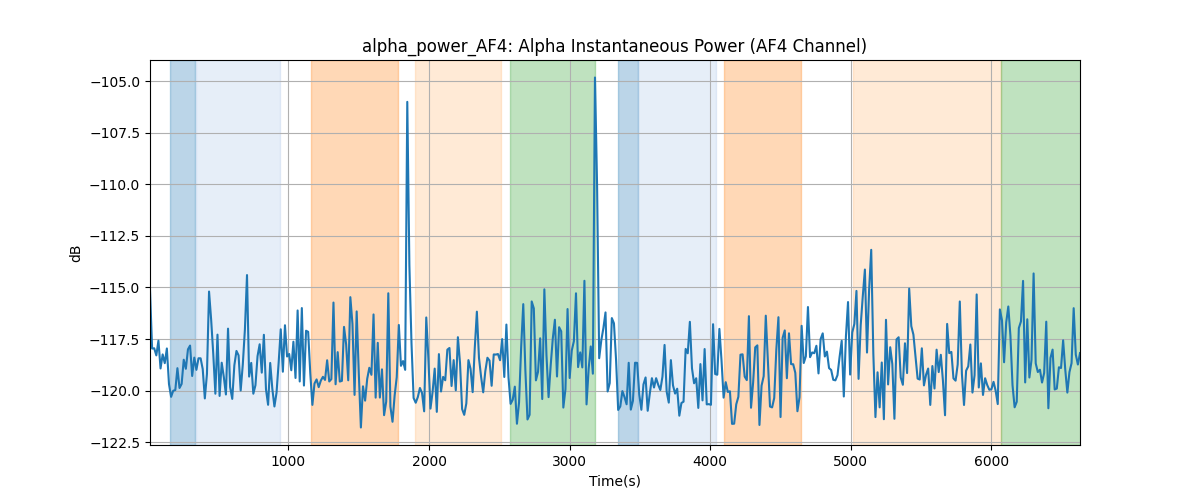 alpha_power_AF4: Alpha Instantaneous Power (AF4 Channel)
dB
−105.0
−107.5
−110.0
−112.5
−115.0
−117.5
−120.0
−122.5
1000 2000 3000 4000 5000 6000
Time(s)